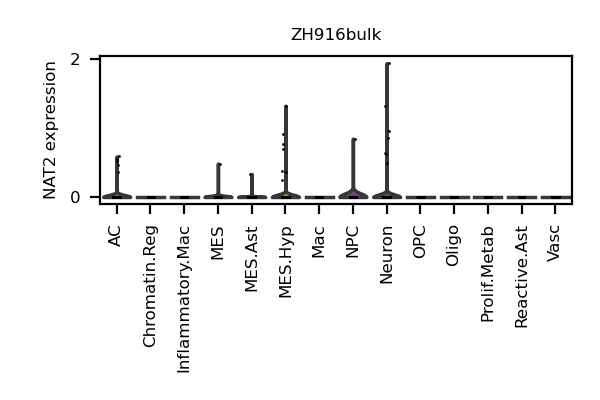 ZH916bulk
NAT2 expression
2
0
AC
Chromatin.Reg
Inflammatory.Mac
MES
MES.Ast
MES.Hyp
Mac
NPC
Neuron
OPC
Oligo
Prolif.Metab
Reactive.Ast
Vasc